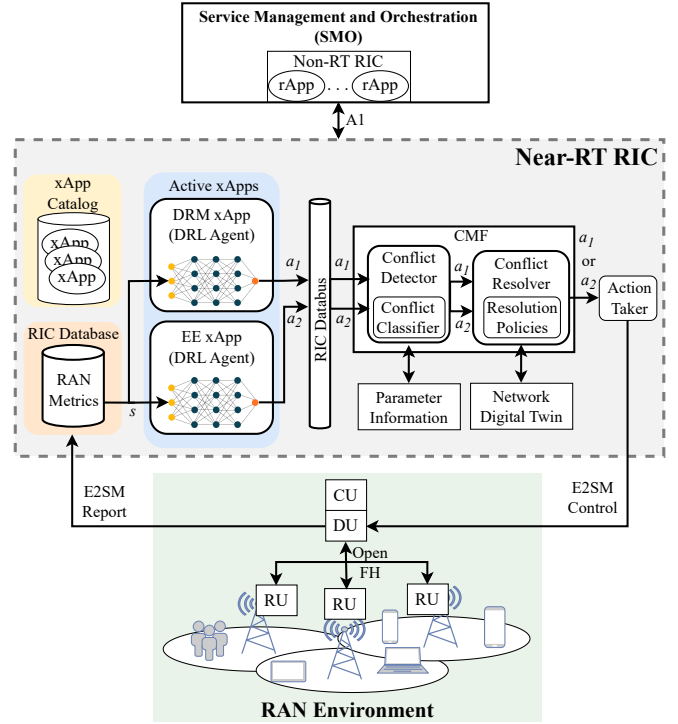 Service Management and Orchestration
(SMO)
Non-RT RIC
rApp . . . rApp
A1
Near-RT RIC
xApp
Catalog
xApp
xApp
xApp
RIC Database
RAN
Metrics
s
Active xApps
DRM xApp
(DRL Agent)
EE xApp
(DRL Agent)
a1
a2
RIC Databus
a1
a2
CMF
Conflict
Detector
Conflict
Classifier
a1
a2
Conflict
Resolver
Resolution
Policies
a1
or
a2
Action
Taker
Parameter
Information
Network
Digital Twin
E2SM
Report
E2SM
Control
CU
DU
Open
FH
RU
RU
RU
RAN Environment